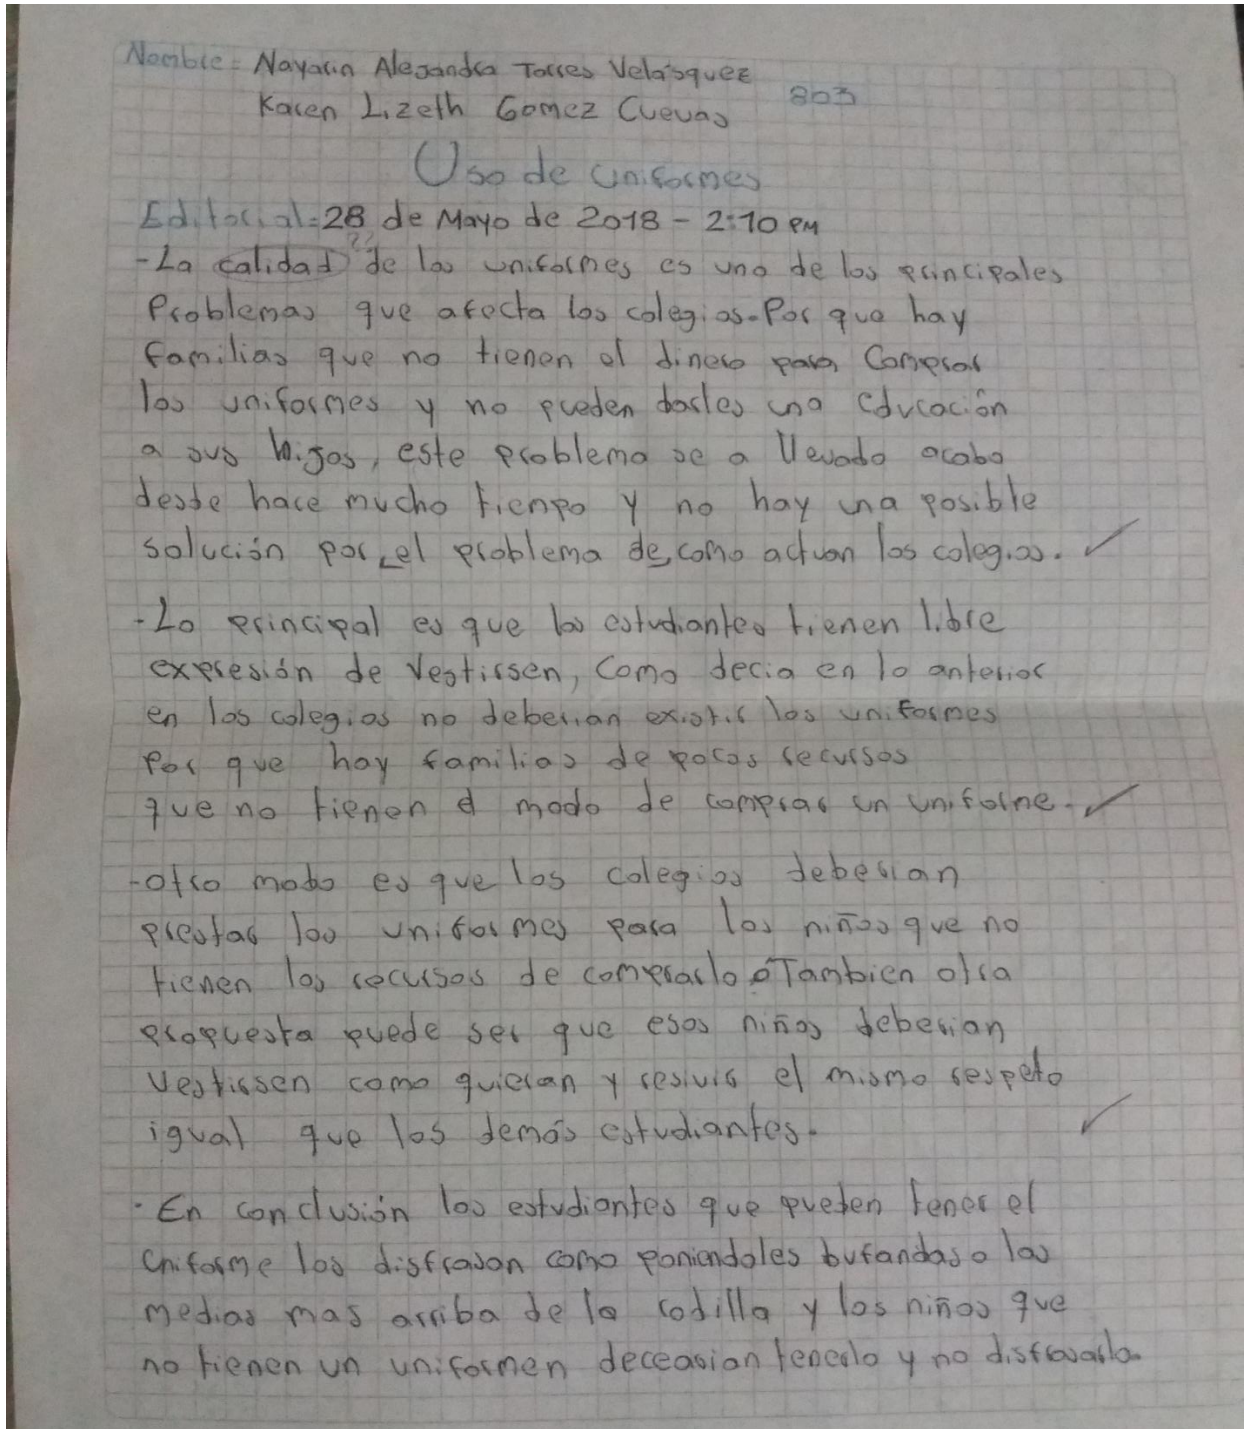 Nombre = Nayarin Alejandra Torres Velásquez
803
Karen Lizeth Gomez Cuevas
Uso de uniformes
Editorial = 28 de Mayo de 2018 - 2:10 PM
??
- La calidad de los uniformes es uno de los principales
Problemas que afecta los colegios. Por que hay
familias que no tienen el dinero para Comprar
los uniformes y no pueden darles una educación
a sus hijos, este problema se a llevado acabo
desde hace mucho tienpo y no hay una posible
solución por el problema de como actuan los colegios.
- Lo principal es que los estudiantes tienen libre
expresión de Vestirsen, Como decia en lo anterior
en los colegios no deberian existir los uniformes
Por que hay familias de pocos recursos
que no tienen el modo de comprar un uniforne.
- otro modo es que los colegios deberian
prestar los uniformes para los niños que no
tienen los recursos de comprarlo o Tambien otra
propuesta puede ser que esos niños deberian
Vestirsen como quieran y resivir el mismo respeto
igual que los demás estudiantes.
· En conclusión los estudiantes que pueden tener el
uniforme los disfrasan como poniendoles bufandas o las
medias mas arriba de la rodilla y los niños que
no tienen un uniformen decearian tenerlo y no disfrasarlo.